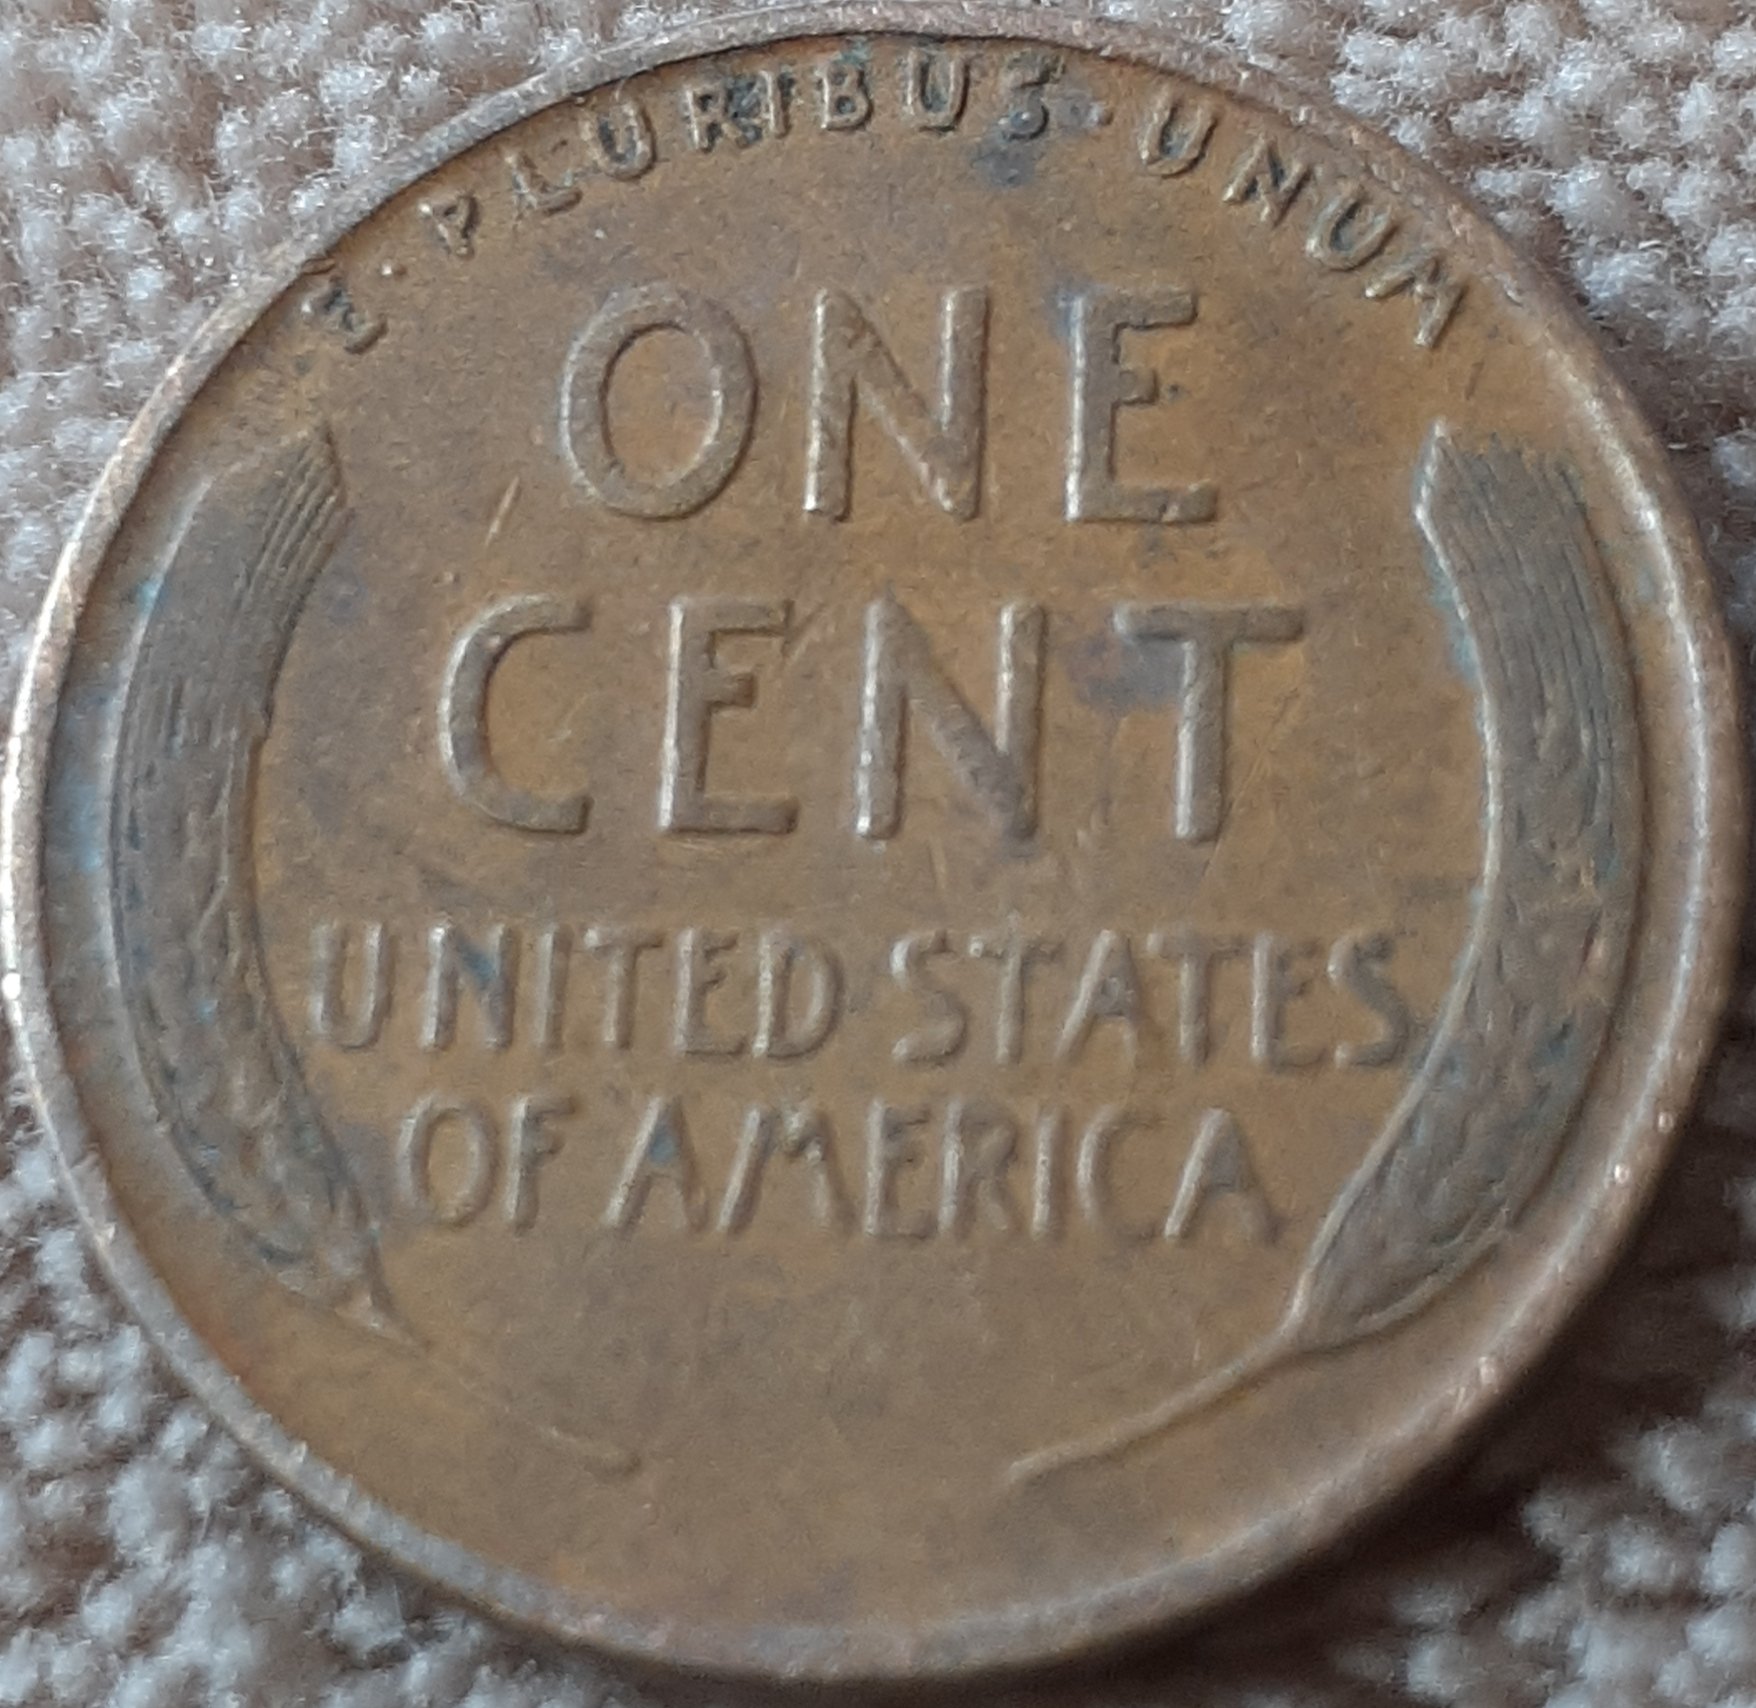 E·PLURIBUS·UNUM
ONE
CENT
UNITED STATES
OF AMERICA